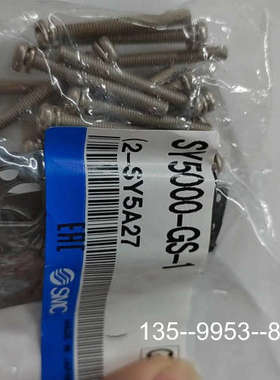 SY5000-GS-1
(2-SY5A27
EAC
SMC
135--9953--8